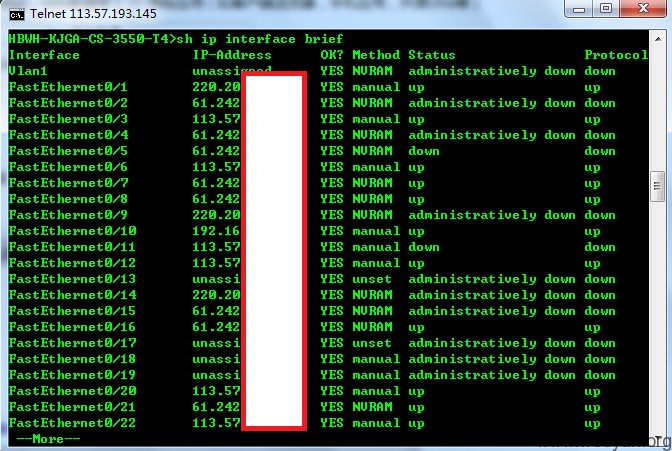 Telnet 113.57.193.145
HBWH-KJGA-CS-3550-T4>sh ip interface brief
Interface IP-Address OK? Method Status Protocol
Vlan1 unassigned YES NVRAM administratively down down
FastEthernet0/1 220.20 YES manual up up
FastEthernet0/2 61.242 YES NVRAM administratively down down
FastEthernet0/3 113.57 YES manual up up
FastEthernet0/4 61.242 YES NVRAM administratively down down
FastEthernet0/5 61.242 YES NVRAM down down
FastEthernet0/6 113.57 YES manual up up
FastEthernet0/7 61.242 YES NVRAM up up
FastEthernet0/8 61.242 YES NVRAM up up
FastEthernet0/9 220.20 YES NVRAM administratively down down
FastEthernet0/10 192.16 YES manual up up
FastEthernet0/11 113.57 YES manual down down
FastEthernet0/12 113.57 YES manual up up
FastEthernet0/13 unassi YES unset administratively down down
FastEthernet0/14 220.20 YES NVRAM administratively down down
FastEthernet0/15 61.242 YES NVRAM administratively down down
FastEthernet0/16 61.242 YES NVRAM up up
FastEthernet0/17 unassi YES unset administratively down down
FastEthernet0/18 unassi YES manual administratively down down
FastEthernet0/19 unassi YES manual administratively down down
FastEthernet0/20 113.57 YES manual up up
FastEthernet0/21 61.242 YES NVRAM up up
FastEthernet0/22 113.57 YES manual up up
--More--